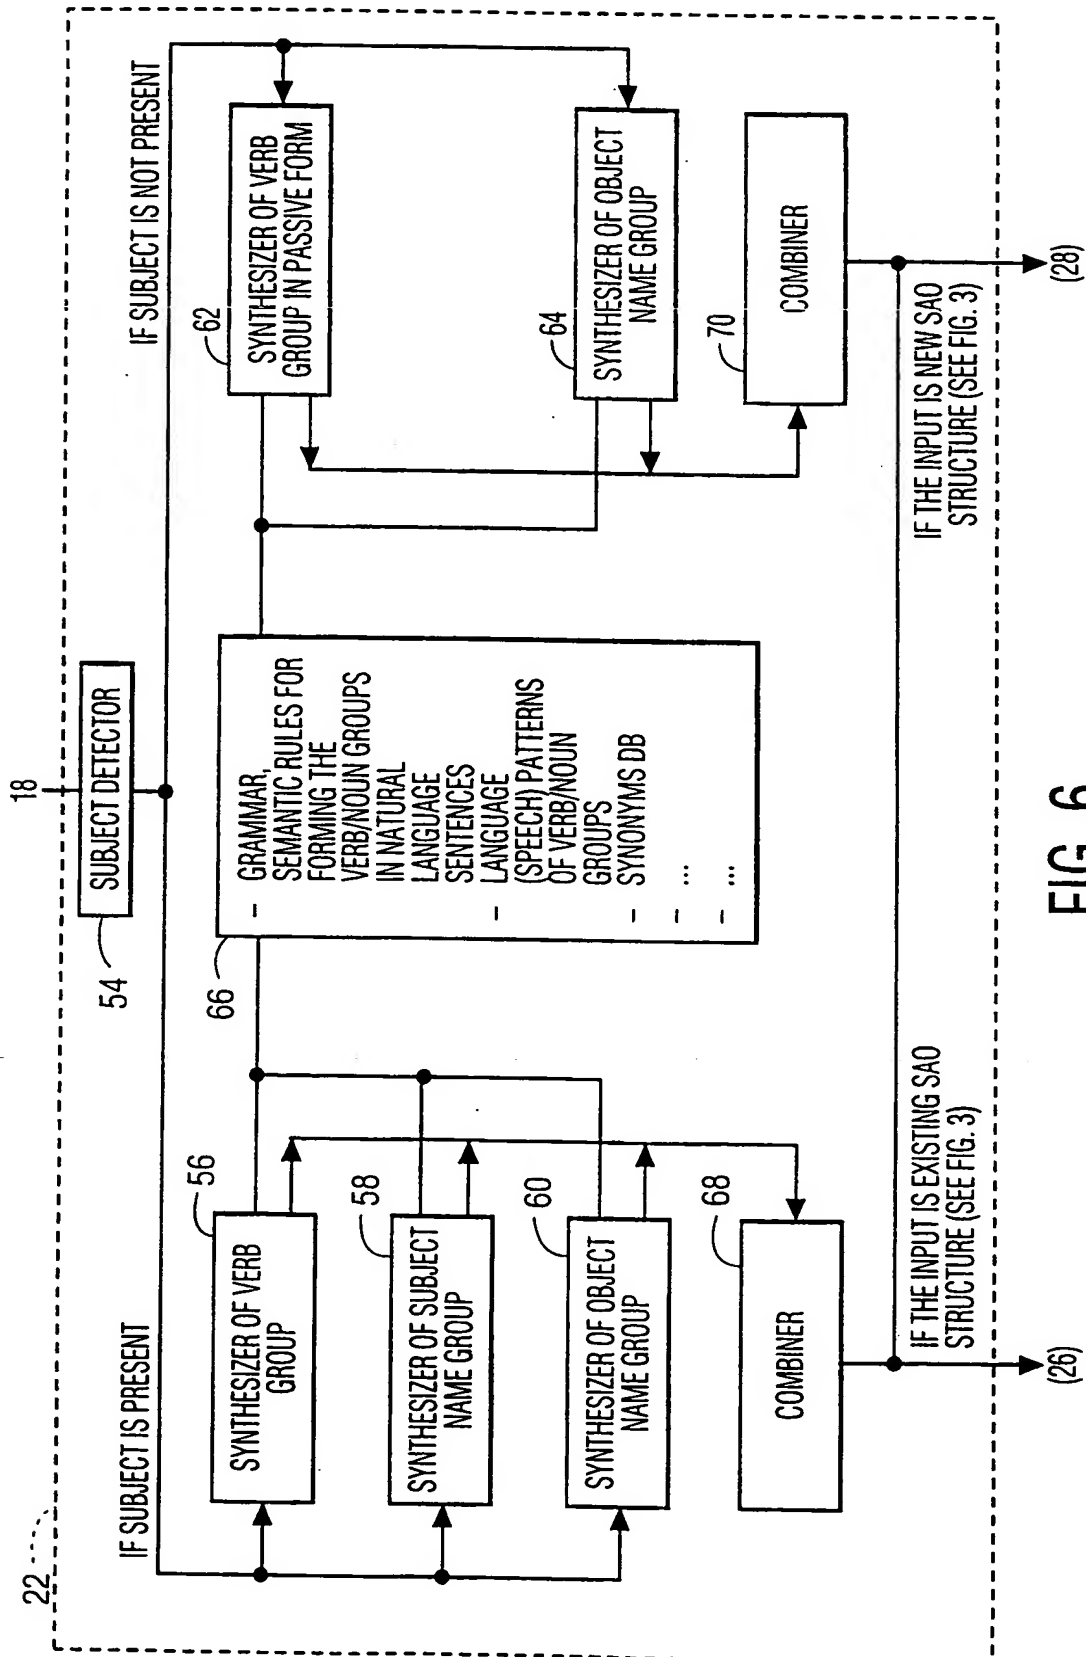 22
18
SUBJECT DETECTOR
54
IF SUBJECT IS PRESENT
IF SUBJECT IS NOT PRESENT
56
SYNTHESIZER OF VERB
GROUP
58
SYNTHESIZER OF SUBJECT
NAME GROUP
60
SYNTHESIZER OF OBJECT
NAME GROUP
68
COMBINER
66
- GRAMMAR,
SEMANTIC RULES FOR
FORMING THE
VERB/NOUN GROUPS
IN NATURAL
LANGUAGE
SENTENCES
- LANGUAGE
(SPEECH) PATTERNS
OF VERB/NOUN
GROUPS
- SYNONYMS DB
- ...
- ...
62
SYNTHESIZER OF VERB
GROUP IN PASSIVE FORM
64
SYNTHESIZER OF OBJECT
NAME GROUP
70
COMBINER
IF THE INPUT IS EXISTING SAO
STRUCTURE (SEE FIG. 3)
(26)
IF THE INPUT IS NEW SAO
STRUCTURE (SEE FIG. 3)
(28)
FIG. 6